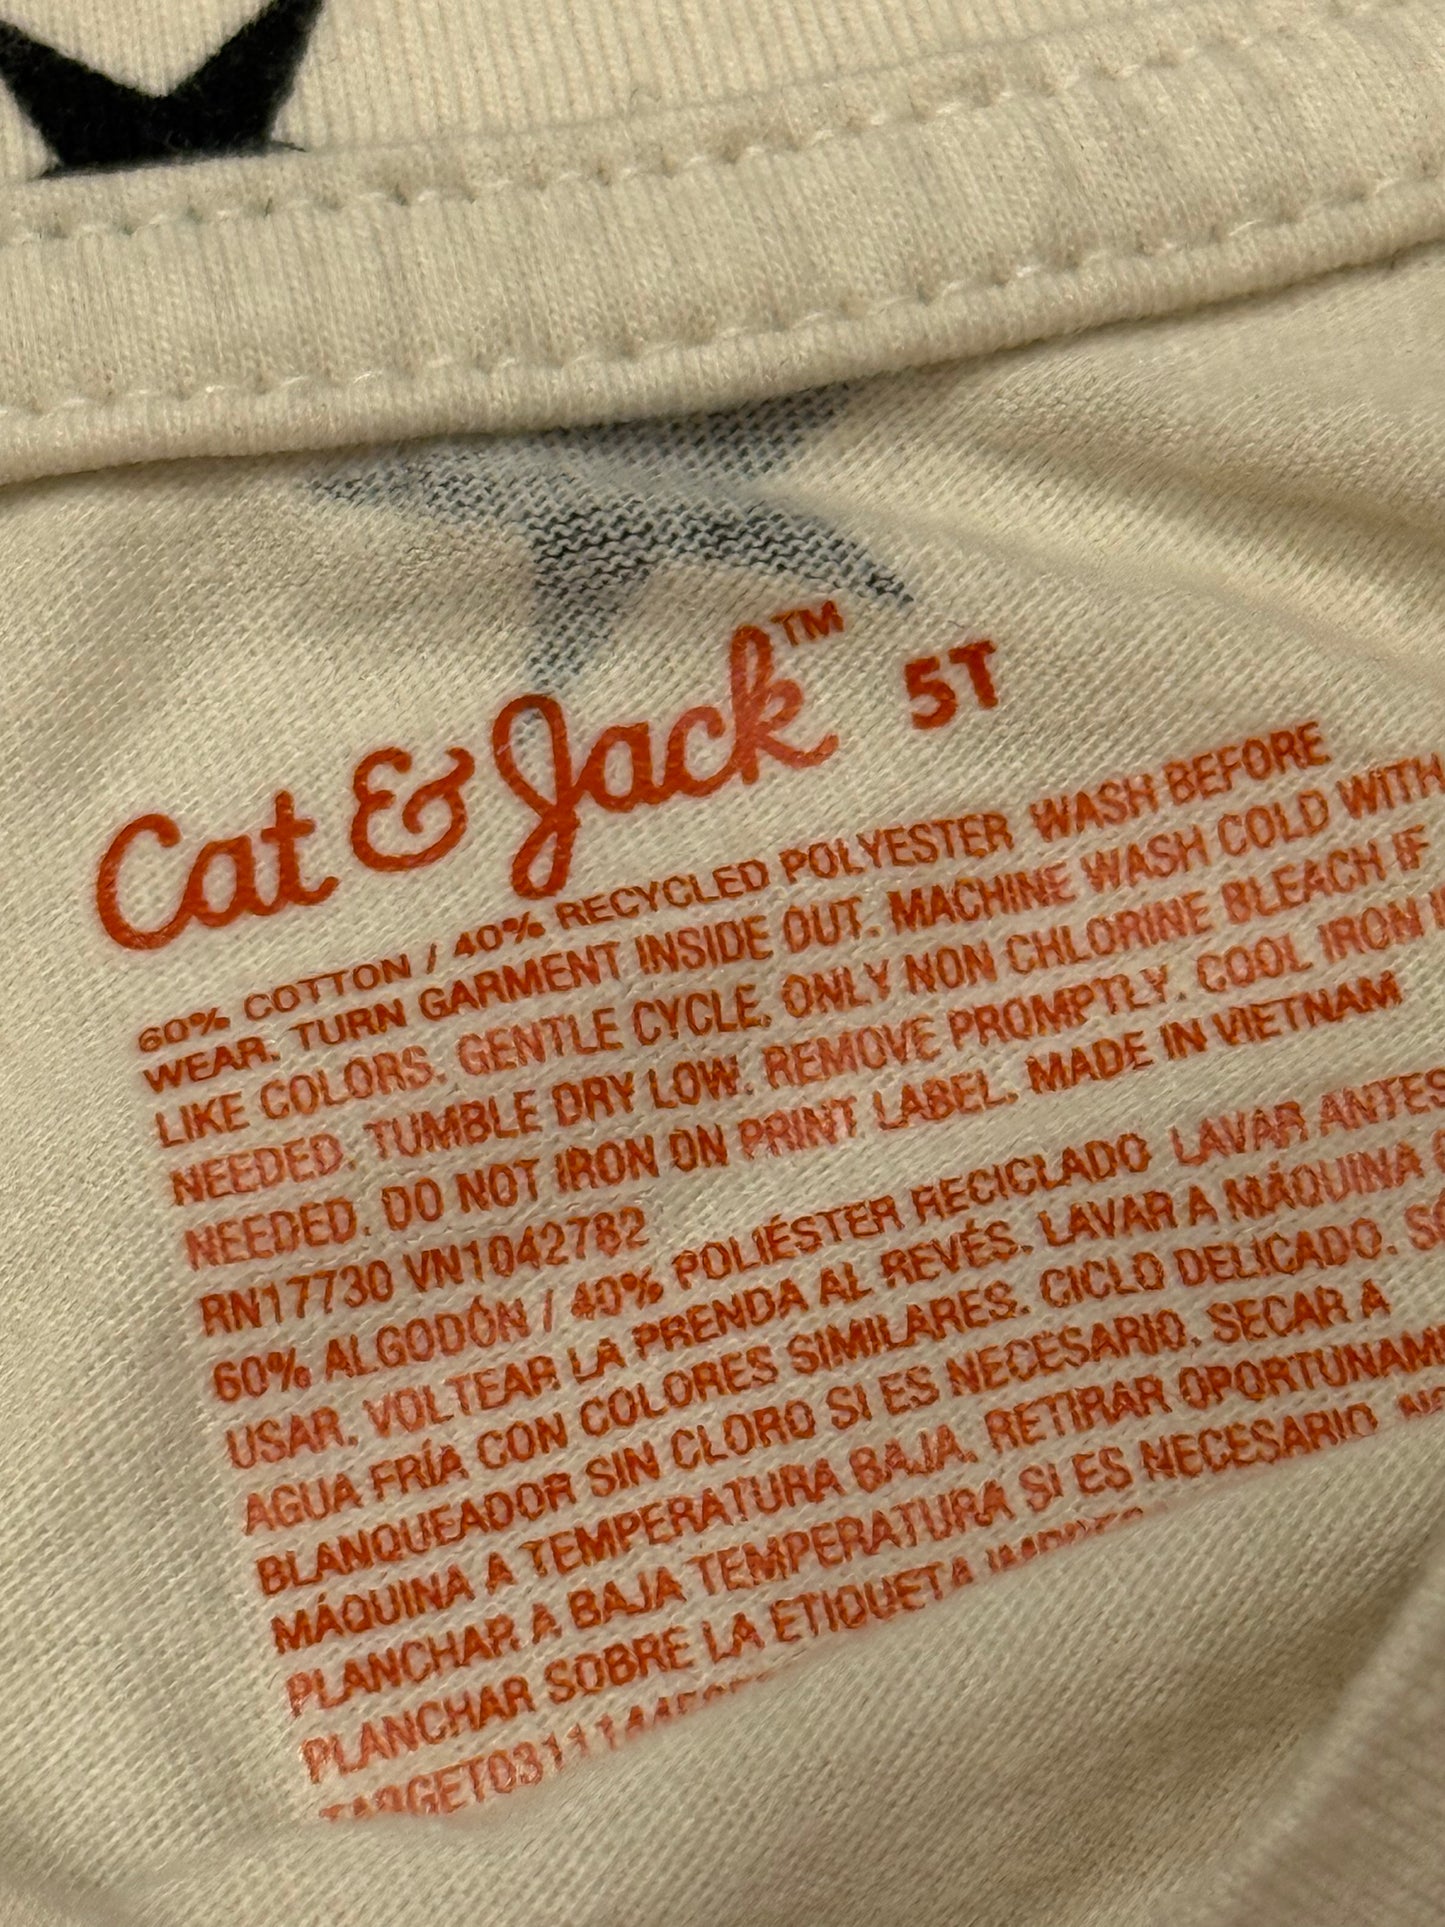 Cat & Jack™ 5T
60% COTTON / 40% RECYCLED POLYESTER WASH BEFORE
WEAR. TURN GARMENT INSIDE OUT. MACHINE WASH COLD WITH
LIKE COLORS. GENTLE CYCLE. ONLY NON CHLORINE BLEACH IF
NEEDED. TUMBLE DRY LOW. REMOVE PROMPTLY. COOL IRON
NEEDED. DO NOT IRON ON PRINT LABEL. MADE IN VIETNAM
RN17730 VN1042782
60% ALGODÓN / 40% POLIÉSTER RECICLADO LAVAR ANTES
USAR. VOLTEAR LA PRENDA AL REVÉS. LAVAR A MÁQUINA
AGUA FRÍA CON COLORES SIMILARES. CICLO DELICADO.
BLANQUEADOR SIN CLORO SI ES NECESARIO. SECAR A
MÁQUINA A TEMPERATURA BAJA. RETIRAR
PLANCHAR A BAJA TEMPERATURA SI ES NECESARIO
PLANCHAR SOBRE LA ETIQUETA